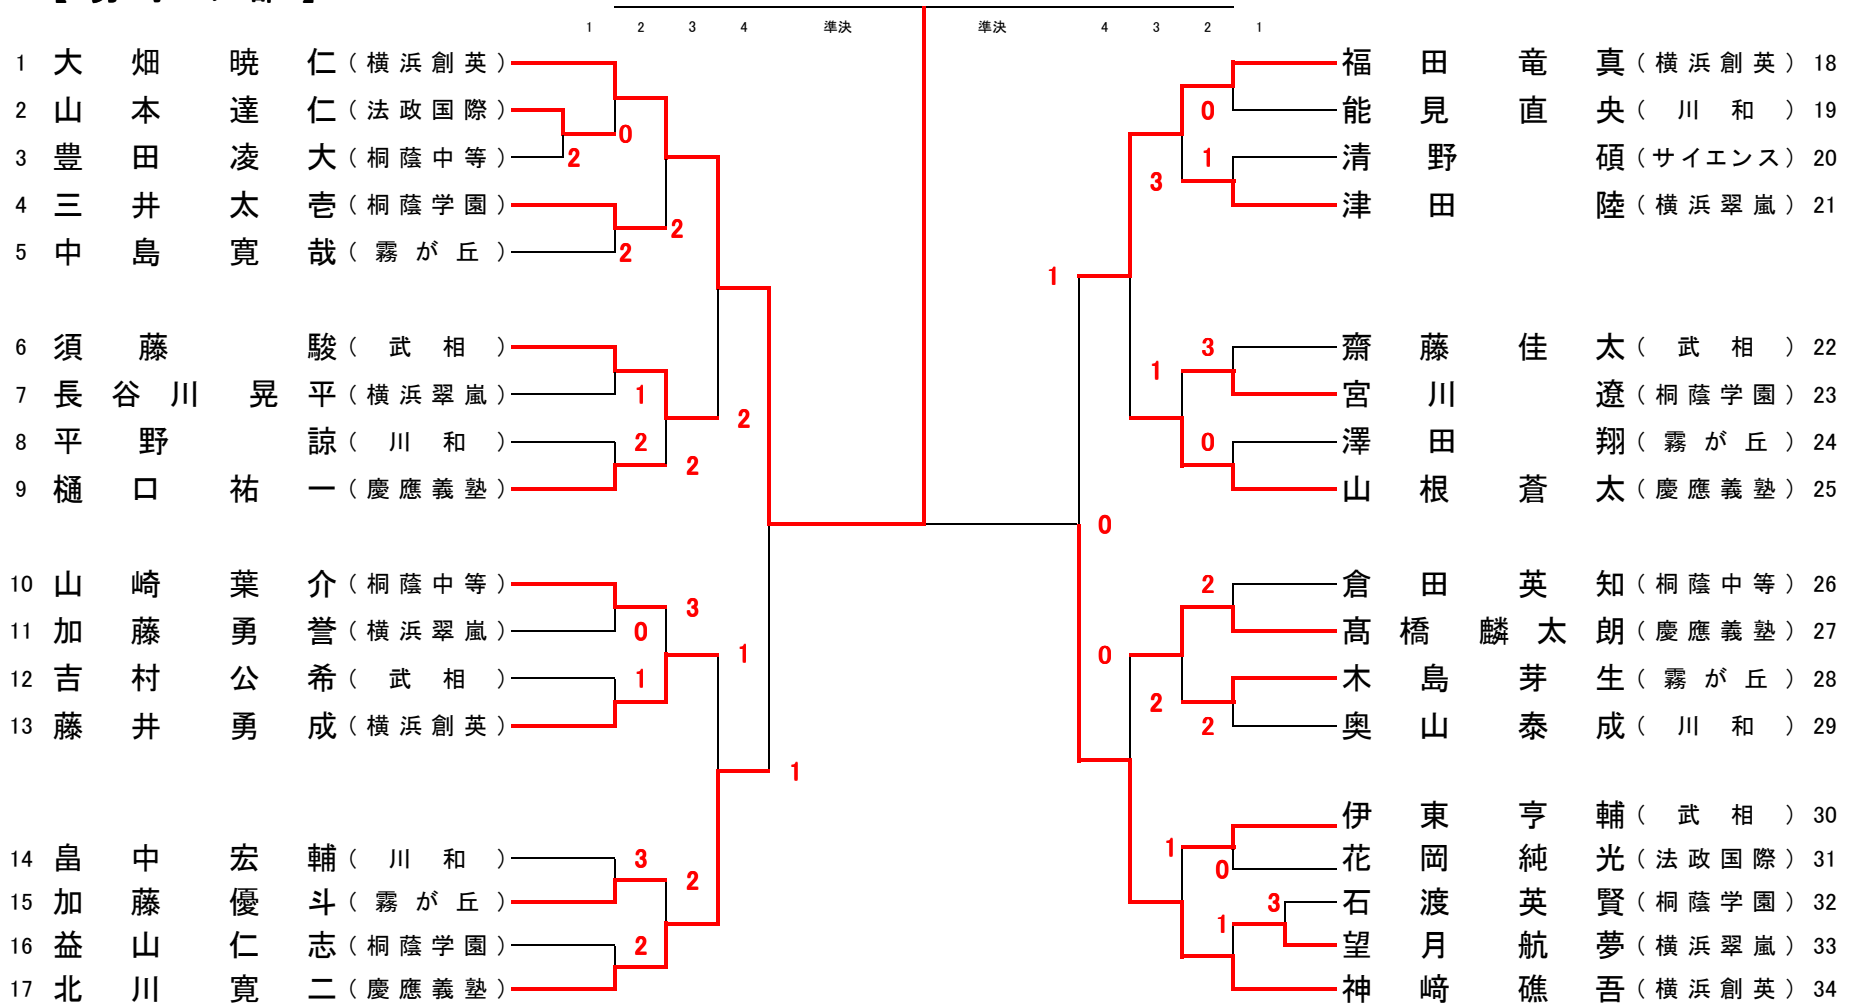 1 2 3 4 準決 準決 4 3 2 1
1 大畑暁仁(横浜創英)
2 山本達仁(法政国際)
0
3 豊田凌大(桐蔭中等)
2
4 三井太壱(桐蔭学園)
2
5 中島寛哉(霧が丘)
2
6 須藤駿(武相)
7 長谷川晃平(横浜翠嵐)
1
2
8 平野諒(川和)
2
2
9 樋口祐一(慶應義塾)
10 山崎葉介(桐蔭中等)
3
11 加藤勇誉(横浜翠嵐)
0
1
12 吉村公希(武相)
1
13 藤井勇成(横浜創英)
1
14 畠中宏輔(川和)
3
2
15 加藤優斗(霧が丘)
16 益山仁志(桐蔭学園)
2
17 北川寛二(慶應義塾)
福田竜真(横浜創英) 18
0
能見直央(川和) 19
1
清野碩(サイエンス) 20
3
津田陸(横浜翠嵐) 21
1
3
齋藤佳太(武相) 22
1
宮川遼(桐蔭学園) 23
0
澤田翔(霧が丘) 24
山根蒼太(慶應義塾) 25
0
2
倉田英知(桐蔭中等) 26
髙橋麟太朗(慶應義塾) 27
0
木島芽生(霧が丘) 28
2
2
奥山泰成(川和) 29
伊東亨輔(武相) 30
1
0
花岡純光(法政国際) 31
3
石渡英賢(桐蔭学園) 32
1
望月航夢(横浜翠嵐) 33
神﨑礁吾(横浜創英) 34